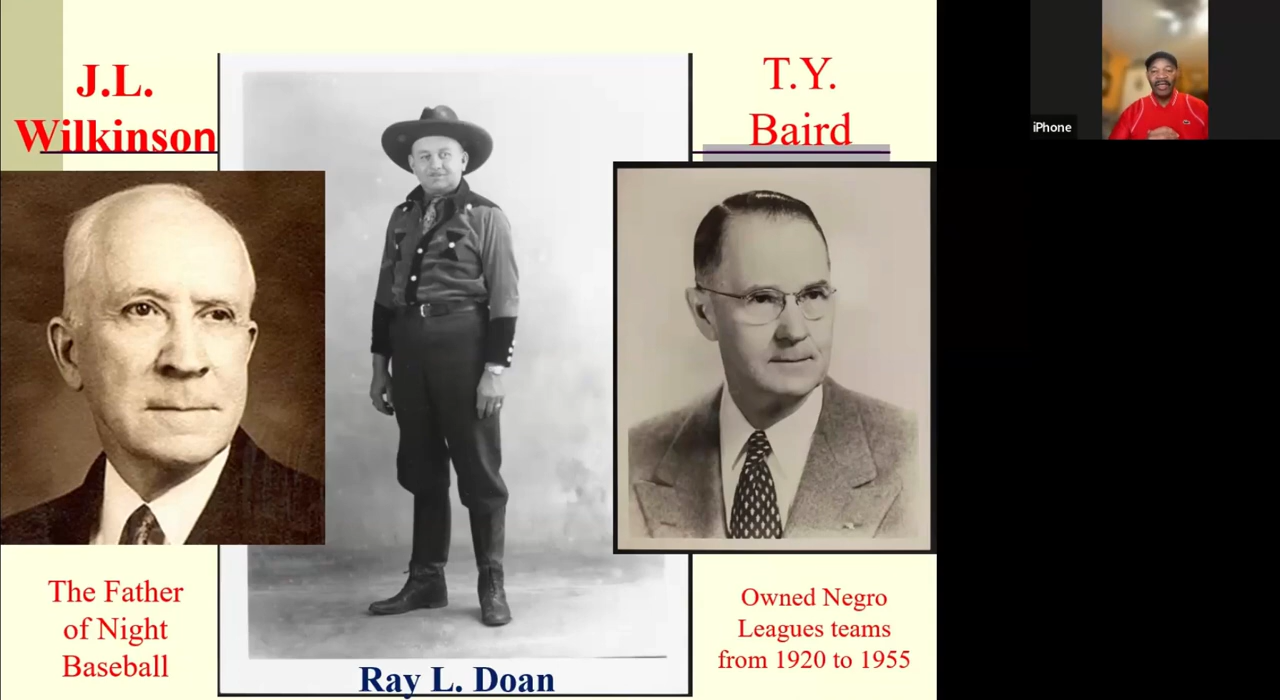 J.L.
Wilkinson
T.Y.
Baird
iPhone
The Father
of Night
Baseball
Ray L. Doan
Owned Negro
Leagues teams
from 1920 to 1955